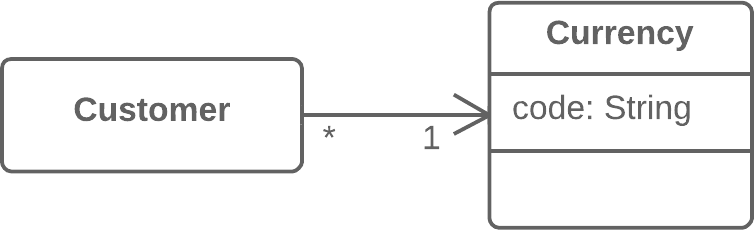 Currency
Customer
code: String
*
1